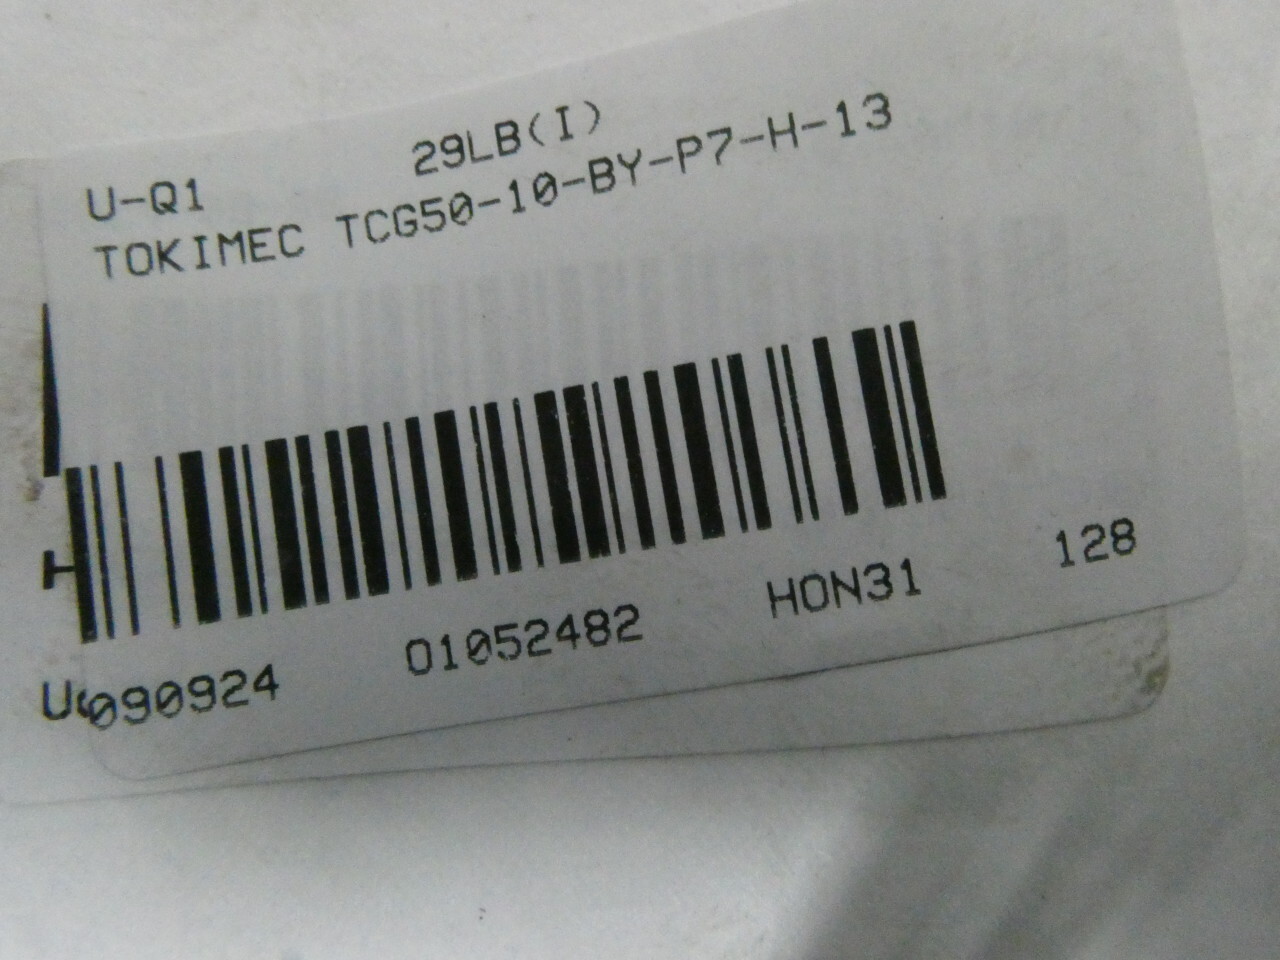 U-Q1 29LB(I)
TOKIMEC TCG50-10-BY-P7-H-13
090924 01052482 HON31 128